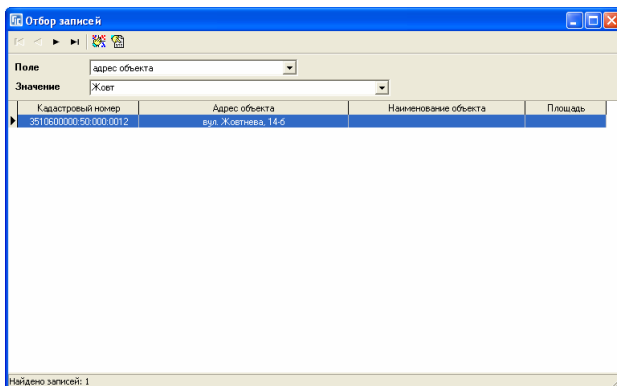 Отбор записей
Поле адрес объекта
Значение Жовт
Кадастровый номер Адрес объекта Наименование объекта Площадь
3510600000:50:000:0012 вул. Жовтнева, 14-б
Найдено записей: 1